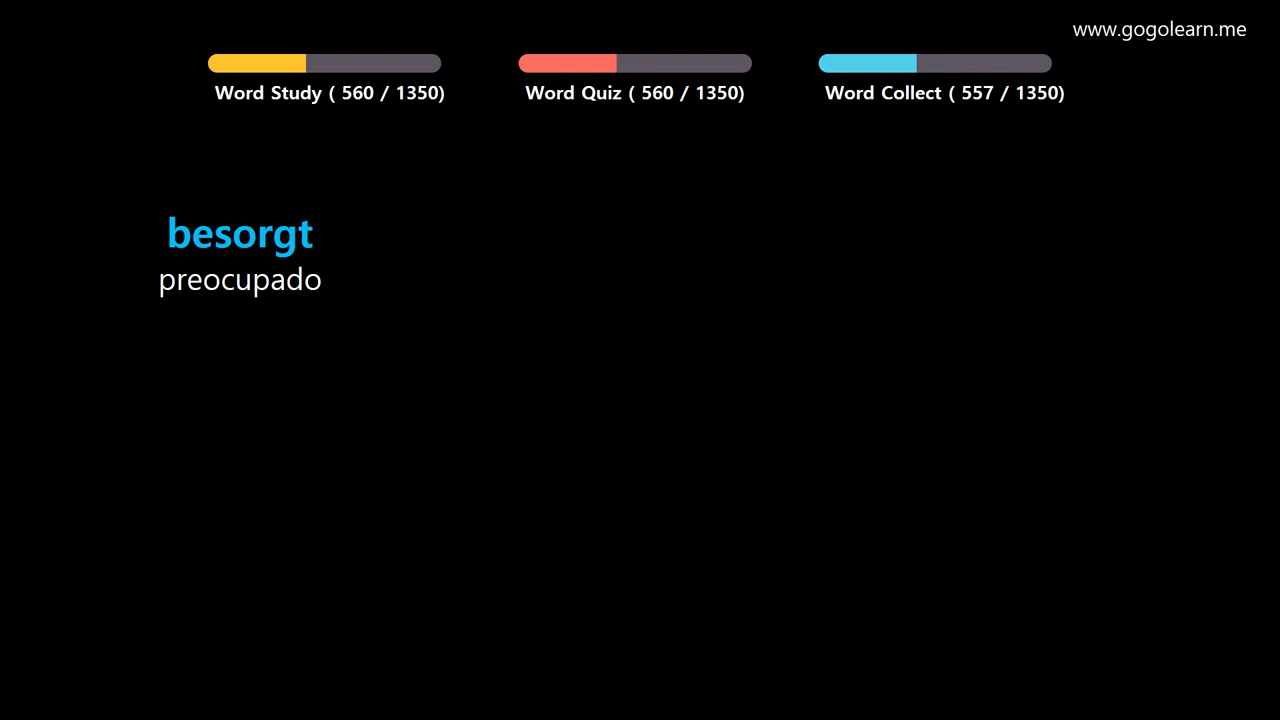 www.gogolearn.me
Word Study ( 560 / 1350)
Word Quiz ( 560 / 1350)
Word Collect ( 557 / 1350)
besorgt
preocupado